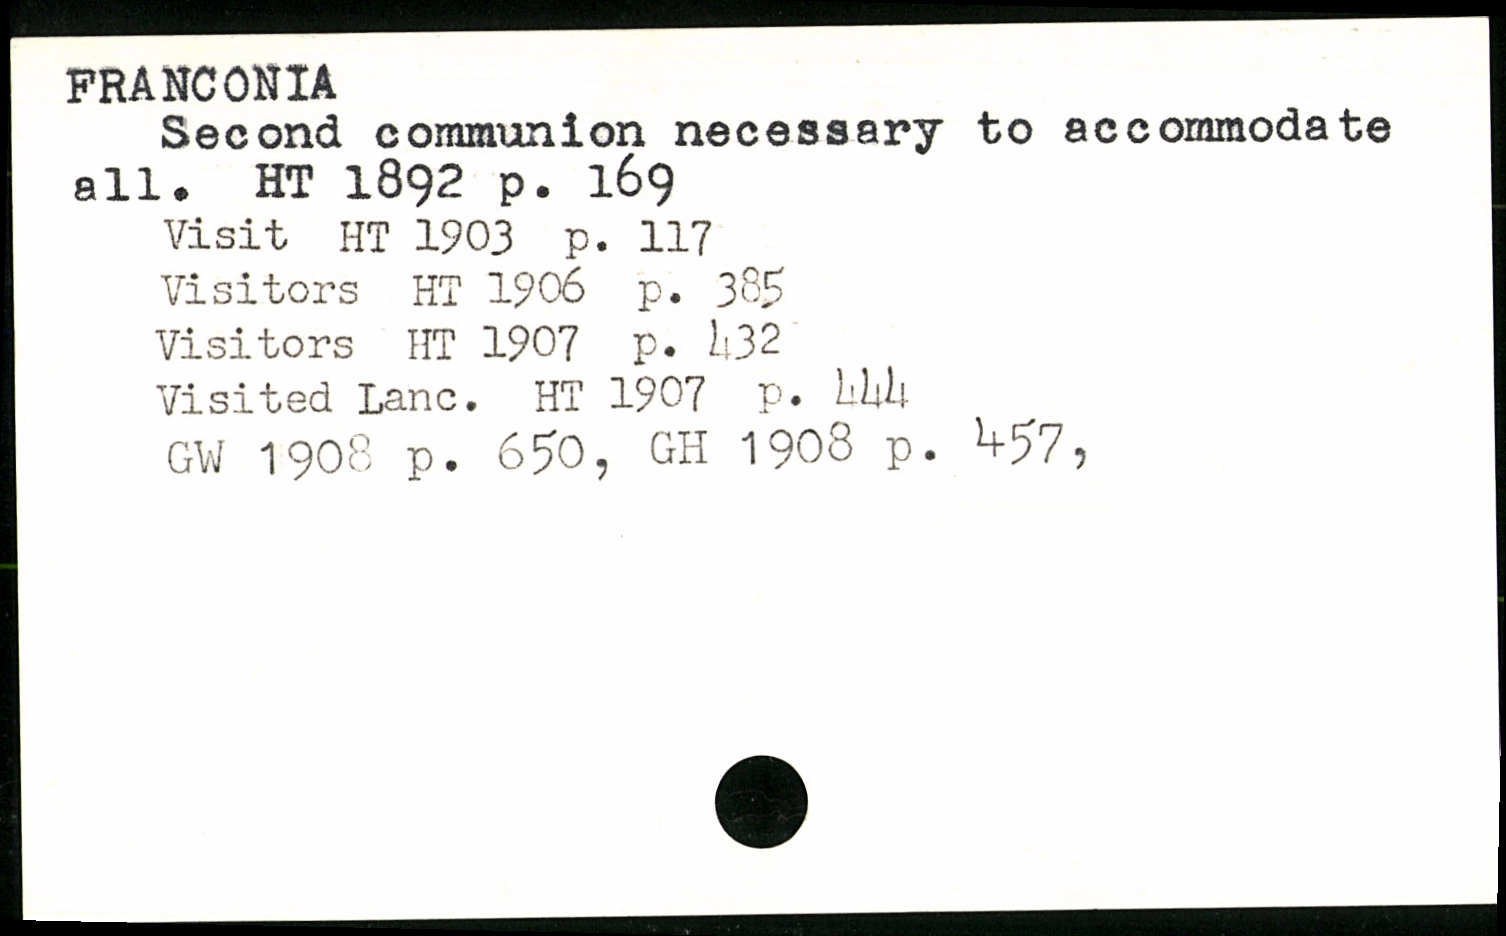 FRANCONIA
Second communion necessary to accommodate
all. HT 1892 p. 169
Visit HT 1903 p. 117
Visitors HT 1906 p. 385
Visitors HT 1907 p. 432
Visited Lanc. HT 1907 p. 444
GW 1908 p. 650, GH 1908 p. 457,